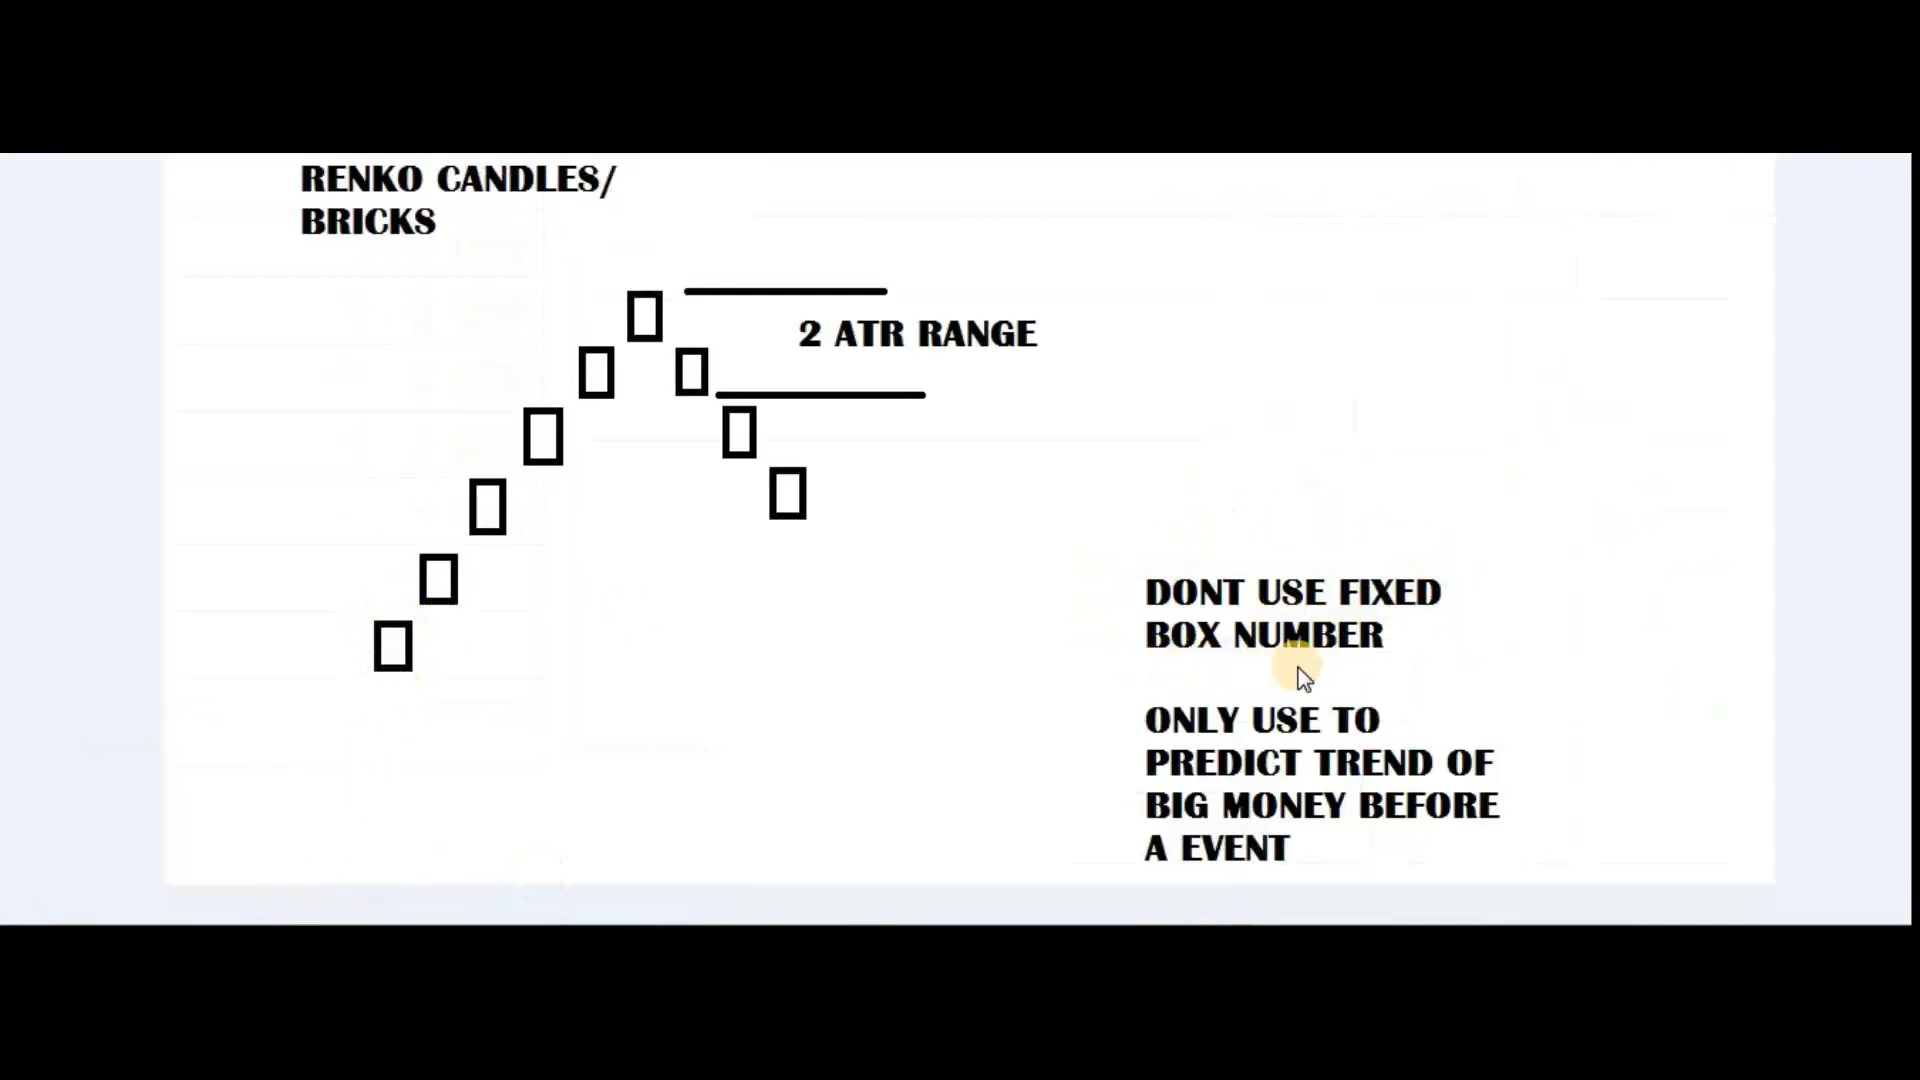 RENKO CANDLES/
BRICKS
2 ATR RANGE
DONT USE FIXED
BOX NUMBER
ONLY USE TO
PREDICT TREND OF
BIG MONEY BEFORE
A EVENT